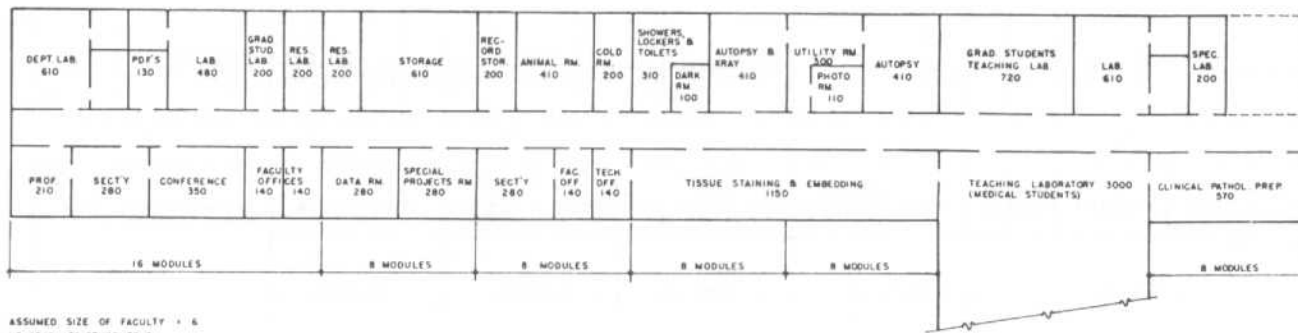 DEPT. LAB.
610
PDF'S
130
LAB
480
GRAD
STUD.
LAB.
200
RES.
LAB.
200
RES.
LAB.
200
STORAGE
610
REC-
ORD
STOR.
200
ANIMAL RM.
410
COLD
RM.
200
SHOWERS,
LOCKERS &
TOILETS
310
DARK
RM
100
AUTOPSY &
XRAY
410
UTILITY RM.
300
PHOTO
RM
110
AUTOPSY
410
GRAD. STUDENTS
TEACHING LAB.
720
LAB.
610
SPEC.
LAB.
200
PROF.
210
SECT'Y
280
CONFERENCE
350
FACULTY
OFFICES
140 140
DATA RM.
280
SPECIAL
PROJECTS RM
280
SECT'Y
280
FAC.
OFF
140
TECH.
OFF
140
TISSUE STAINING & EMBEDDING
1150
TEACHING LABORATORY 3000
(MEDICAL STUDENTS)
CLINICAL PATHOL. PREP.
570
16 MODULES
8 MODULES
8 MODULES
8 MODULES
8 MODULES
8 MODULES
ASSUMED SIZE OF FACULTY : 6